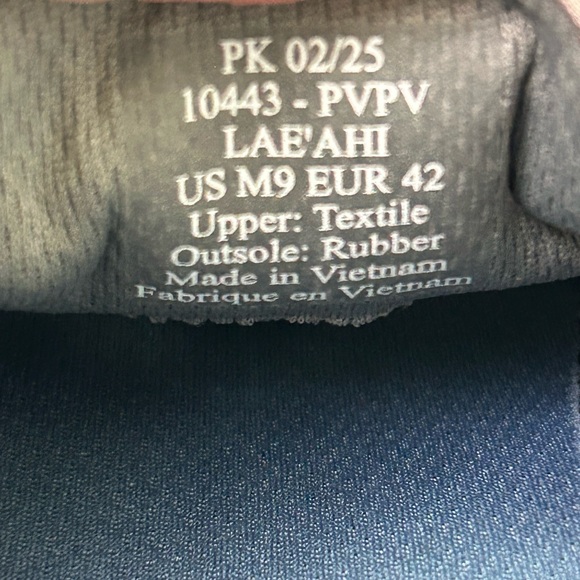 PK 02/25
10443 - PVPV
LAE'AHI
US M9 EUR 42
Upper: Textile
Outsole: Rubber
Made in Vietnam
Fabrique en Vietnam